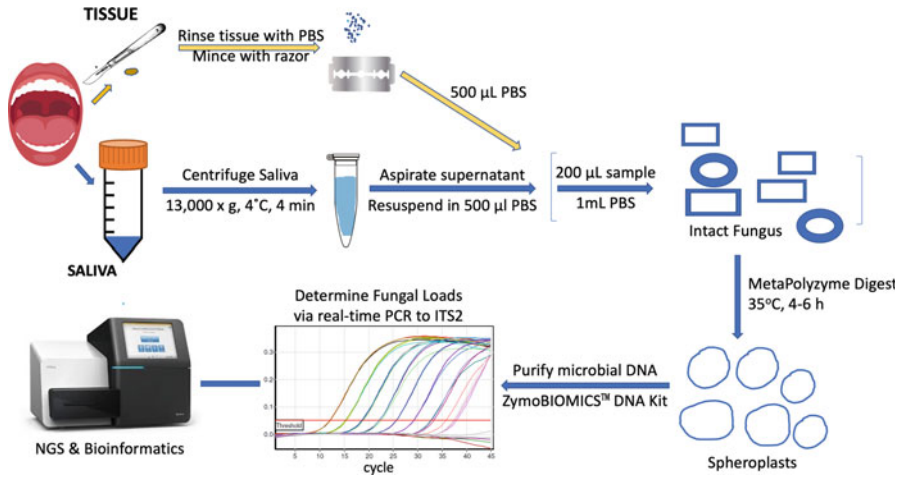 TISSUE
Rinse tissue with PBS
Mince with razor
500 µL PBS
SALIVA
Centrifuge Saliva
13,000 x g, 4˚C, 4 min
Aspirate supernatant
Resuspend in 500 µl PBS
200 µL sample
1mL PBS
Intact Fungus
MetaPolyzyme Digest
35°C, 4-6 h
Spheroplasts
Purify microbial DNA
ZymoBIOMICS™ DNA Kit
Determine Fungal Loads
via real-time PCR to ITS2
0.3
0.2
0.1
0.0
Threshold
5 10 15 20 25 30 35 40 45
cycle
NGS & Bioinformatics